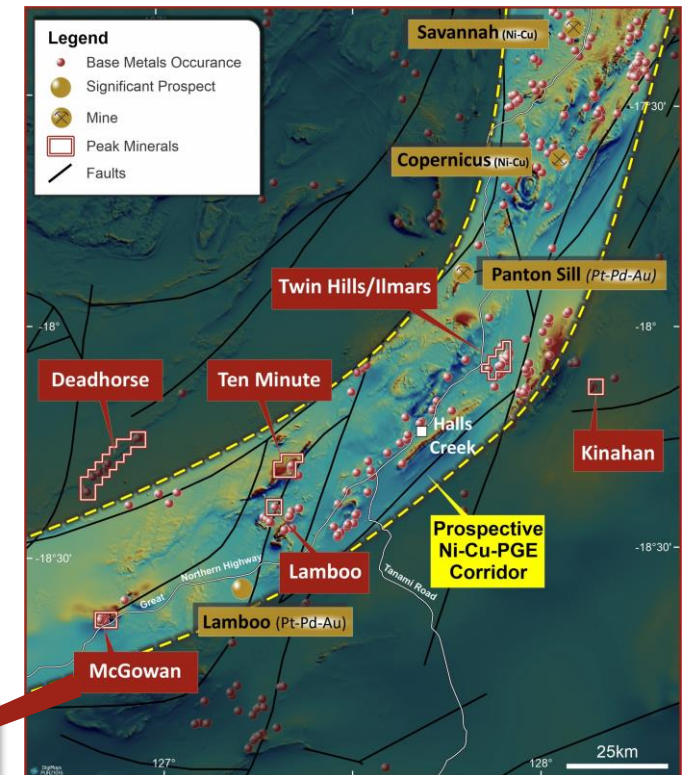 Legend
Base Metals Occurance
Significant Prospect
Mine
Peak Minerals
Faults
Savannah (Ni-Cu)
-17°30'
Copernicus (Ni-Cu)
Panton Sill (Pt-Pd-Au)
Twin Hills/Ilmars
-18°
-18°
Deadhorse
Ten Minute
Halls
Creek
Kinahan
Prospective
Ni-Cu-PGE
Corridor
-18°30'
-18°30'
Lamboo
Great Northern Highway
Tanami Road
Lamboo (Pt-Pd-Au)
McGowan
127°
128°
25km
DigiMaps